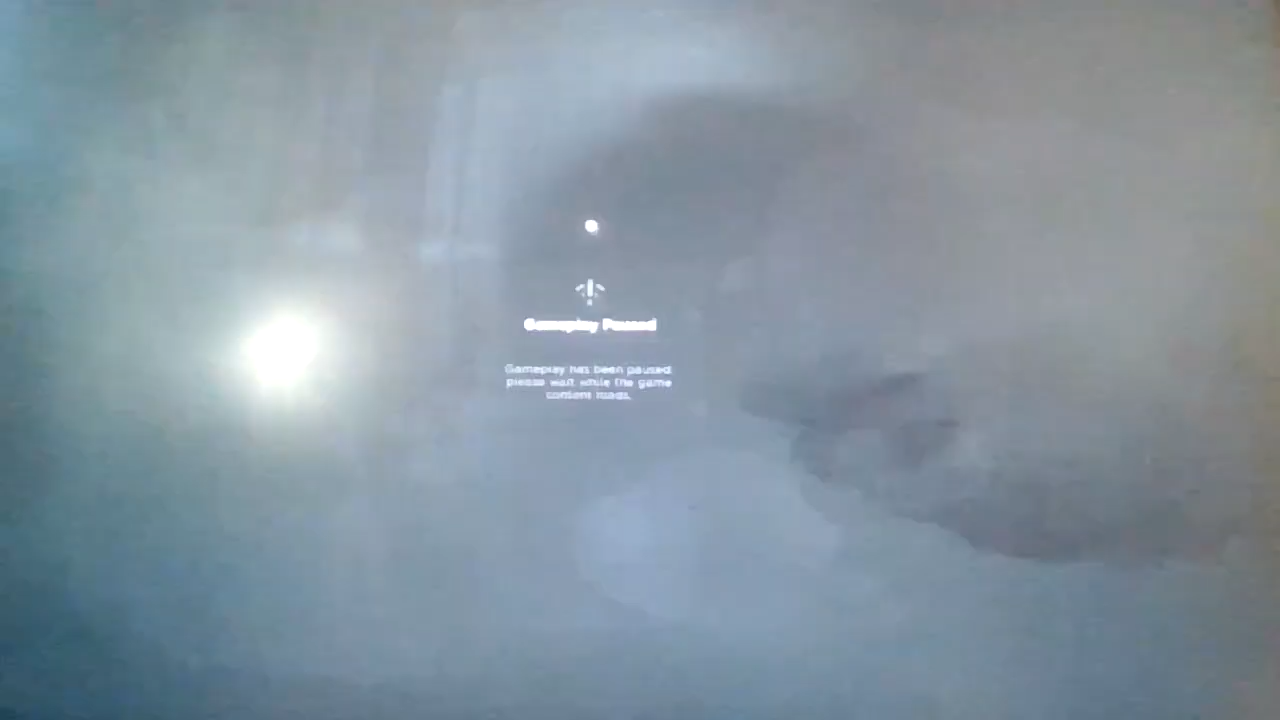 Gameplay Paused
Gameplay has been paused
please wait while the game
content loads.